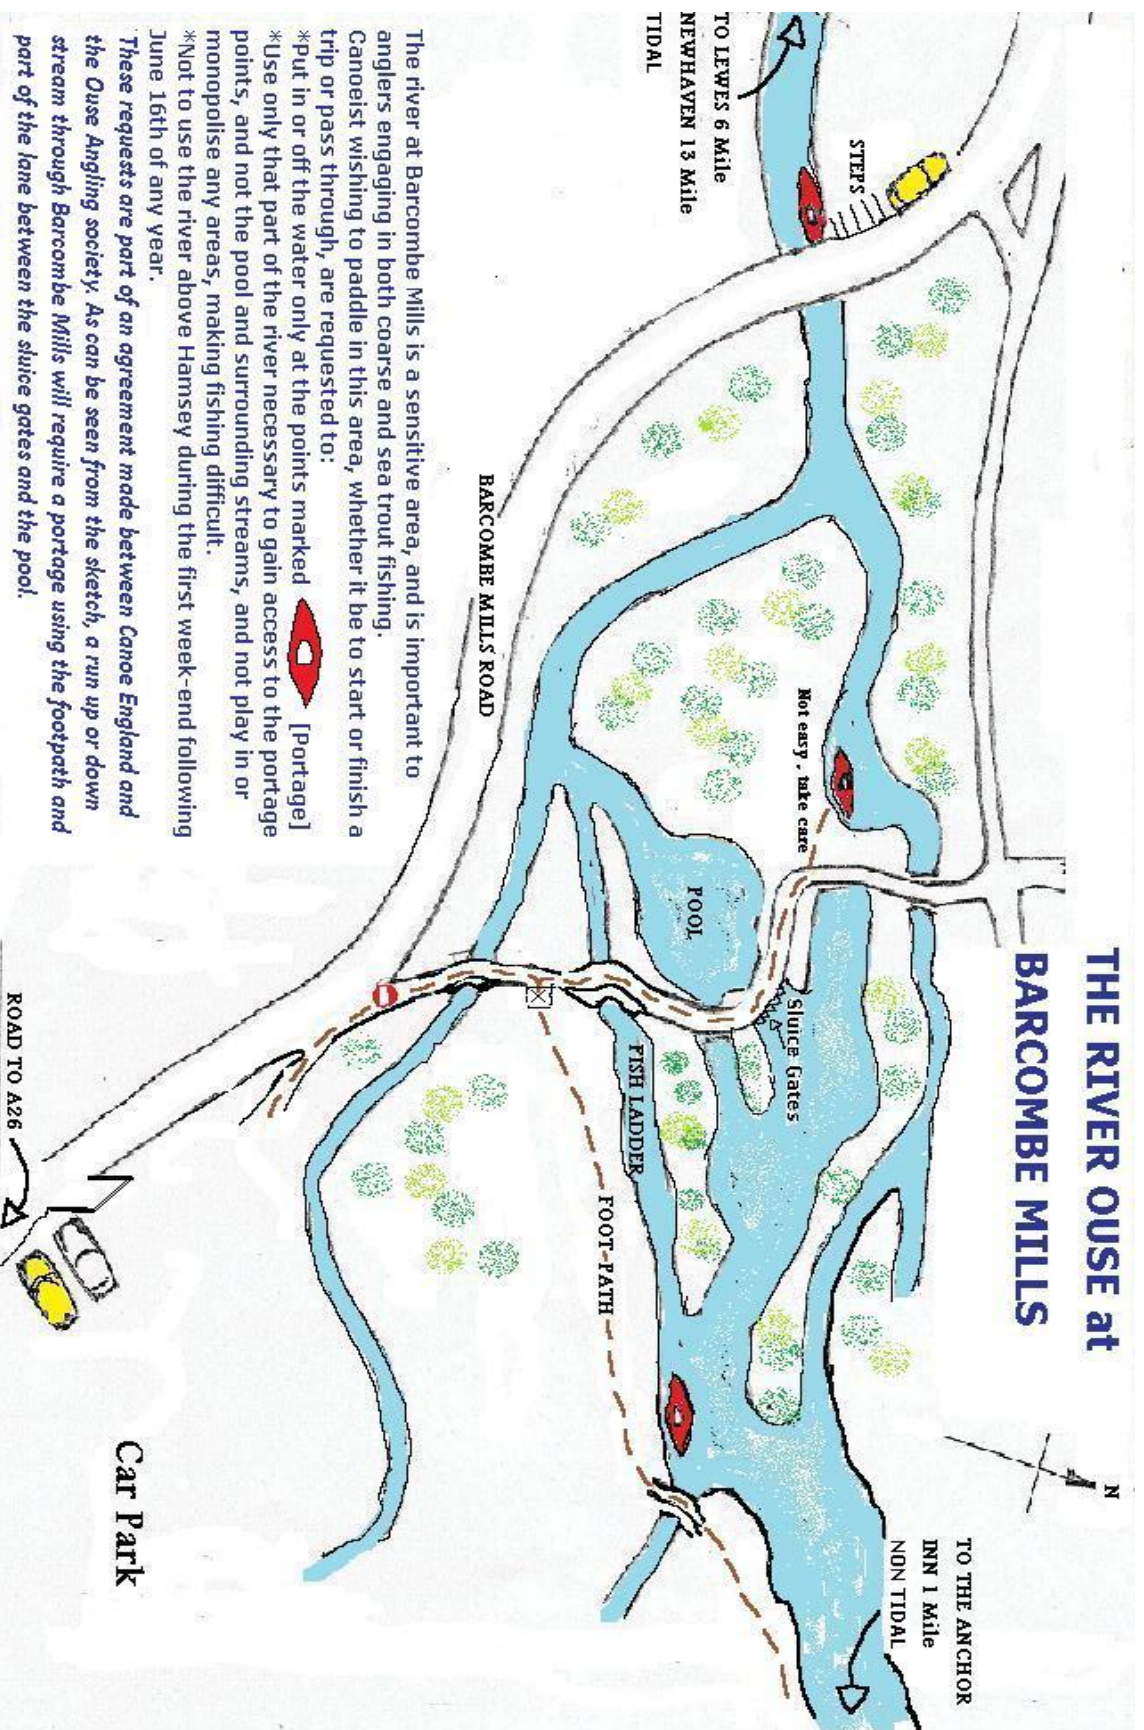 THE RIVER OUSE at
BARCOMBE MILLS
N
TO LEWES 6 Mile
NEWHAVEN 13 Mile
TIDAL
STEPS
TO THE ANCHOR
INN 1 Mile
NON TIDAL
Not easy , take care
POOL
Sluice Gates
FISH LADDER
FOOT-PATH
BARCOMBE MILLS ROAD
ROAD TO A26
Car Park
The river at Barcombe Mills is a sensitive area, and is important to
anglers engaging in both coarse and sea trout fishing.
Canoeist wishing to paddle in this area, whether it be to start or finish a
trip or pass through, are requested to:
*Put in or off the water only at the points marked [Portage]
*Use only that part of the river necessary to gain access to the portage
points, and not the pool and surrounding streams, and not play in or
monopolise any areas, making fishing difficult.
*Not to use the river above Hamsey during the first week-end following
June 16th of any year.
These requests are part of an agreement made between Canoe England and
the Ouse Angling society. As can be seen from the sketch, a run up or down
stream through Barcombe Mills will require a portage using the footpath and
part of the lane between the sluice gates and the pool.